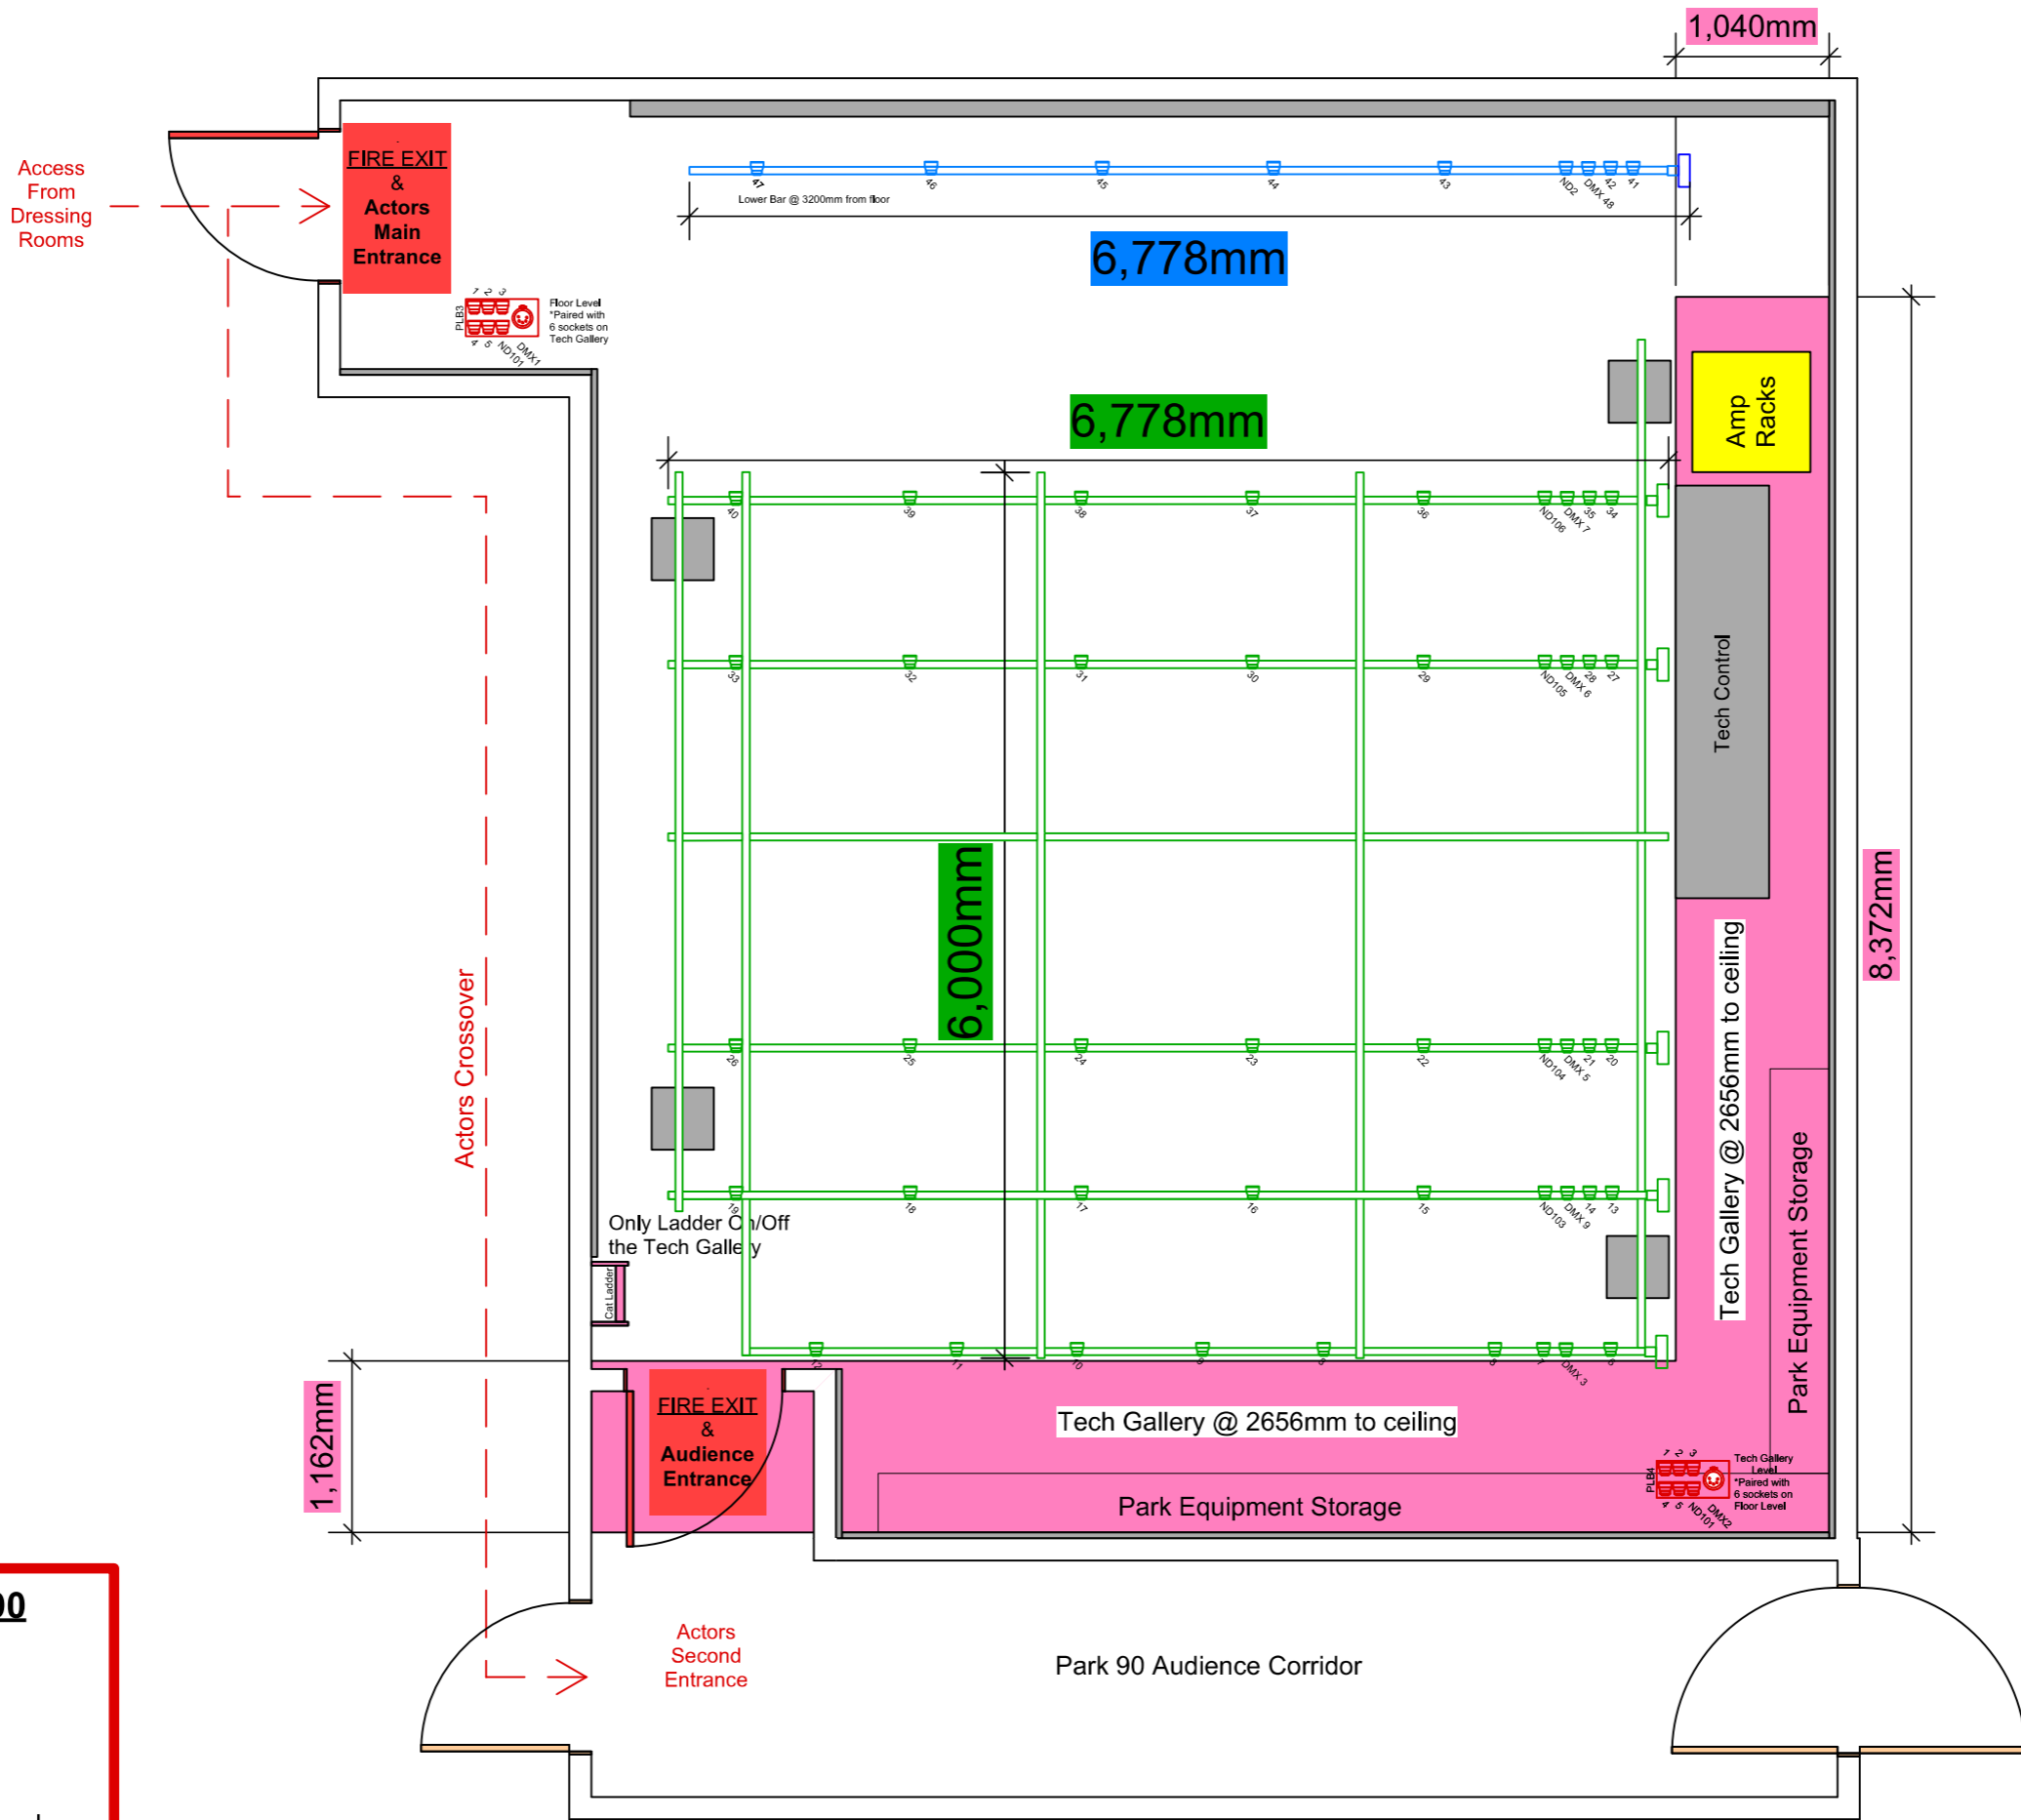 1,040mm
Access
From
Dressing
Rooms
FIRE EXIT
&
Actors
Main
Entrance
47
46
45
44
43
ND2
DMX 48
42
41
Lower Bar @ 3200mm from floor
6,778mm
PLB3
1 2 3
4 5 ND101 DMX1
Floor Level
*Paired with
6 sockets on
Tech Gallery
Amp
Racks
6,778mm
40
39
38
37
36
ND106
DMX 7
35
34
33
32
31
30
29
ND105
DMX 6
28
27
Tech Control
6,000mm
8,372mm
Actors Crossover
26
25
24
23
22
ND104
DMX 5
21
20
Tech Gallery @ 2656mm to ceiling
Park Equipment Storage
19
18
17
16
15
ND103
DMX 9
14
13
Only Ladder On/Off
the Tech Gallery
Cat Ladder
12
11
10
9
8
7
DMX 3
6
1,162mm
FIRE EXIT
&
Audience
Entrance
Tech Gallery @ 2656mm to ceiling
Park Equipment Storage
PLB4
1 2 3
4 5 ND101 DMX2
Tech Gallery
Level
*Paired with
6 sockets on
Floor Level
Actors
Second
Entrance
Park 90 Audience Corridor